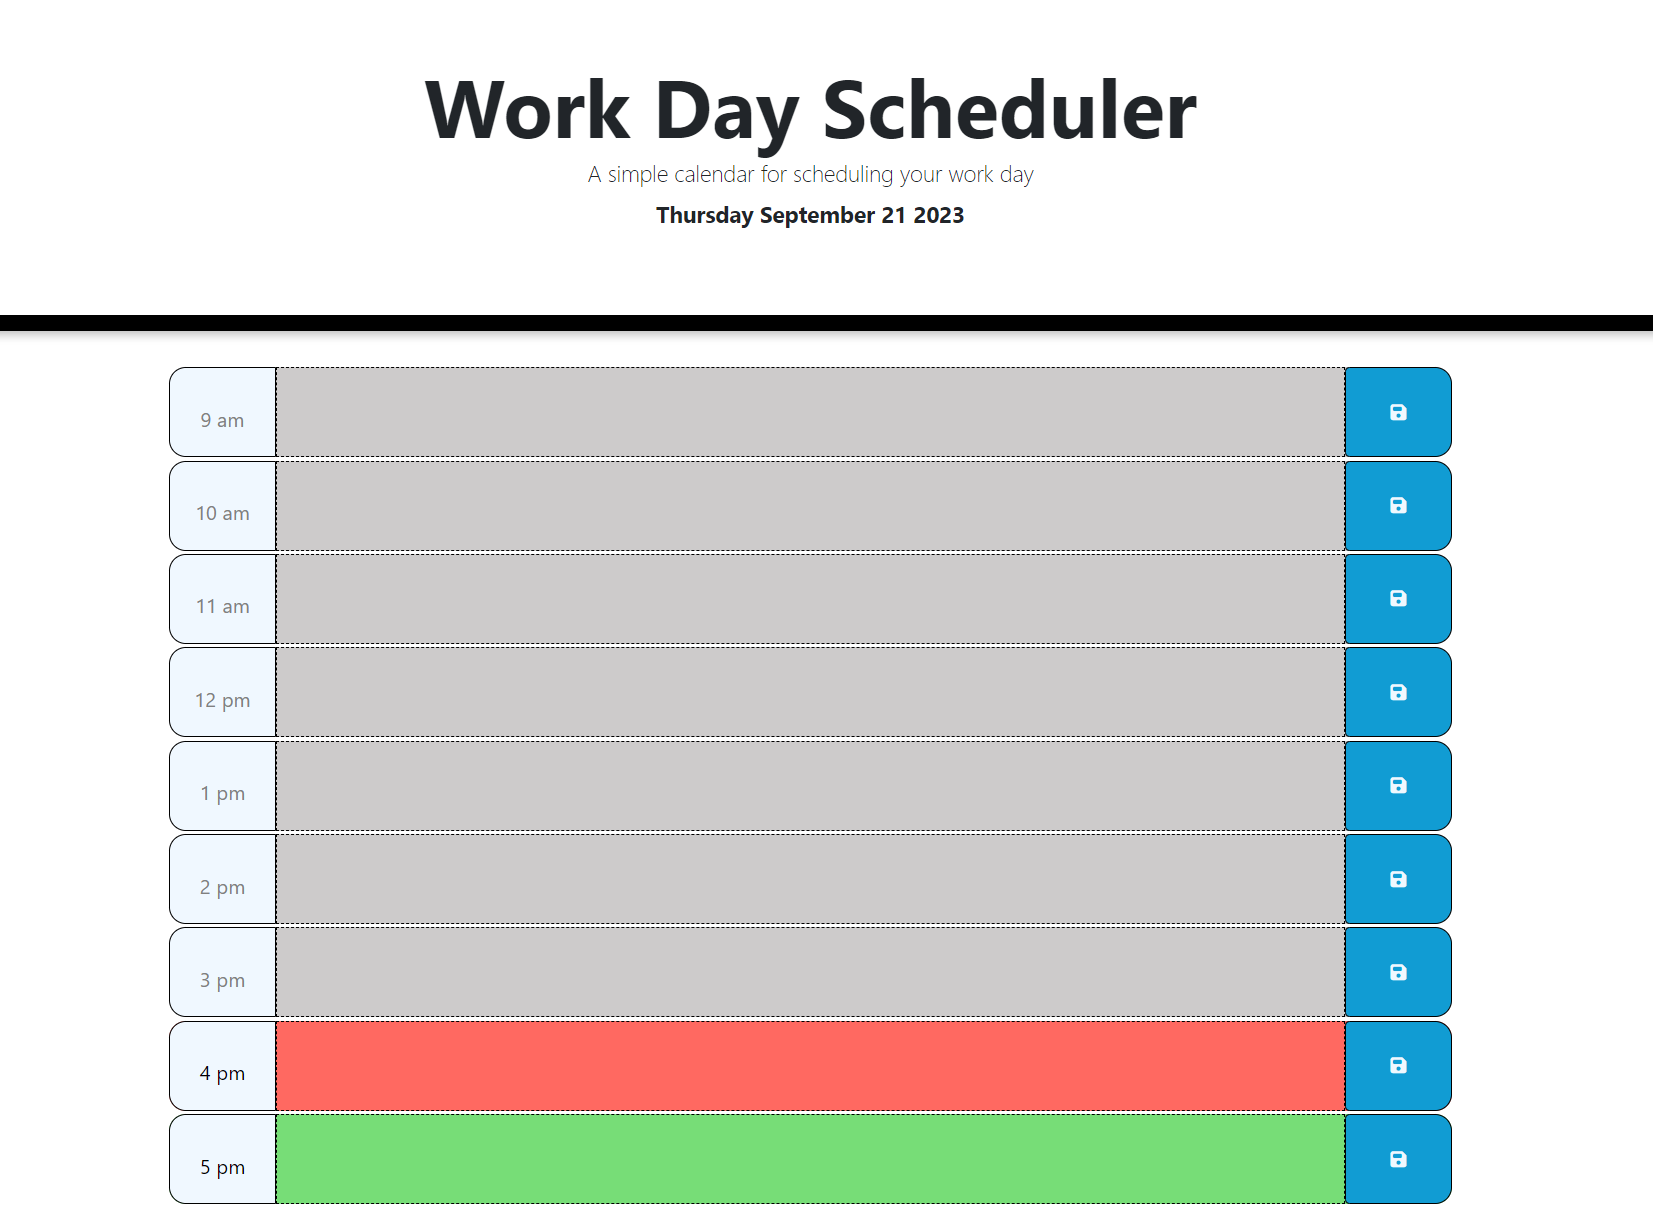 Work Day Scheduler
A simple calendar for scheduling your work day
Thursday September 21 2023
9 am
10 am
11 am
12 pm
1 pm
2 pm
3 pm
4 pm
5 pm